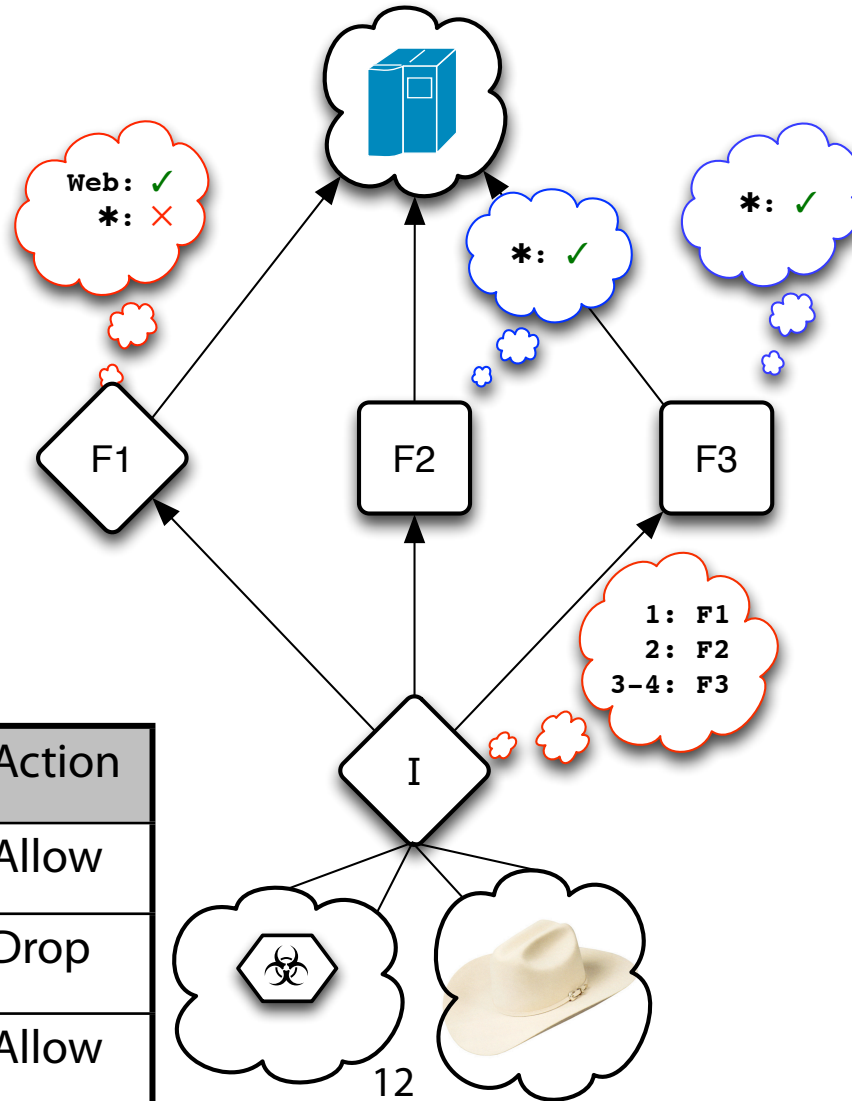 Web: ✓
*: ✗
*: ✓
*: ✓
F1
F2
F3
1: F1
2: F2
3-4: F3
I
Action
Allow
Drop
Allow
12